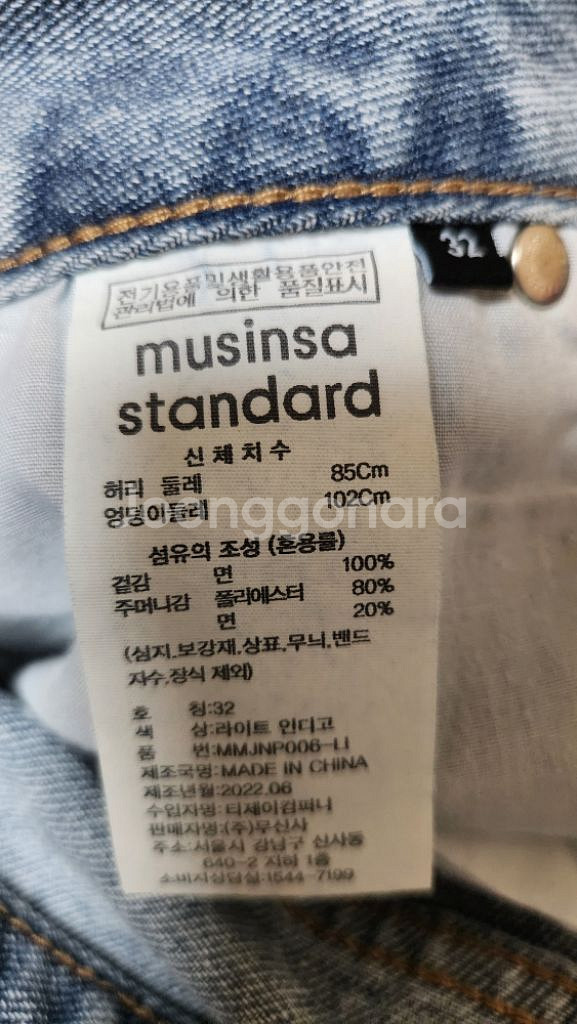 32
전기용품및생활용품안전
관리법에 의한 품질표시
musinsa
standard
신체치수
허리 둘레 85Cm
엉덩이둘레 102Cm
joonggonara
섬유의 조성 (혼용률)
겉감 면 100%
주머니감 폴리에스터 80%
면 20%
(심지,보강재,상표,무늬,밴드
자수,장식 제외)
호 칭:32
색 상:라이트 인디고
품 번:MMJNP006-LI
제조국명:MADE IN CHINA
제조년월:2022.06
수입자명:티제이컴퍼니
판매자명:(주)무신사
주소:서울시 강남구 신사동
640-2 지하 1층
소비자상담실:1544-7199